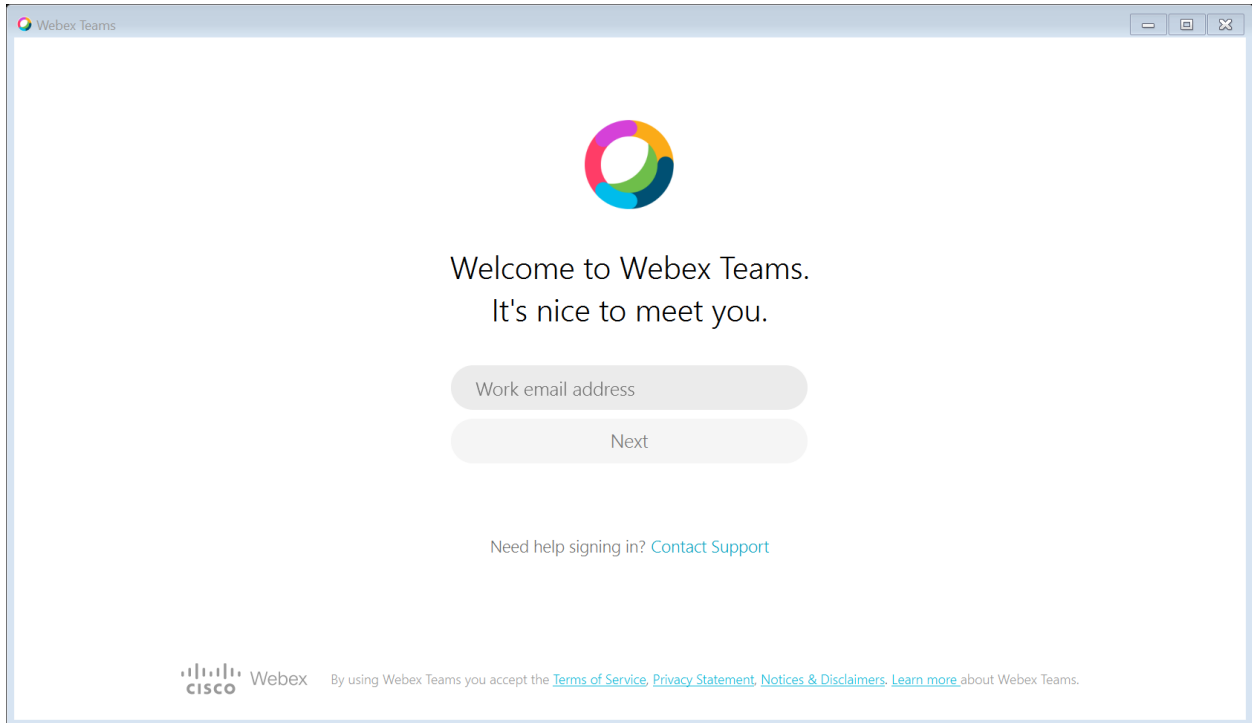 Webex Teams
Welcome to Webex Teams.
It's nice to meet you.
Work email address
Next
Need help signing in? Contact Support
CISCO Webex By using Webex Teams you accept the Terms of Service, Privacy Statement, Notices & Disclaimers. Learn more about Webex Teams.